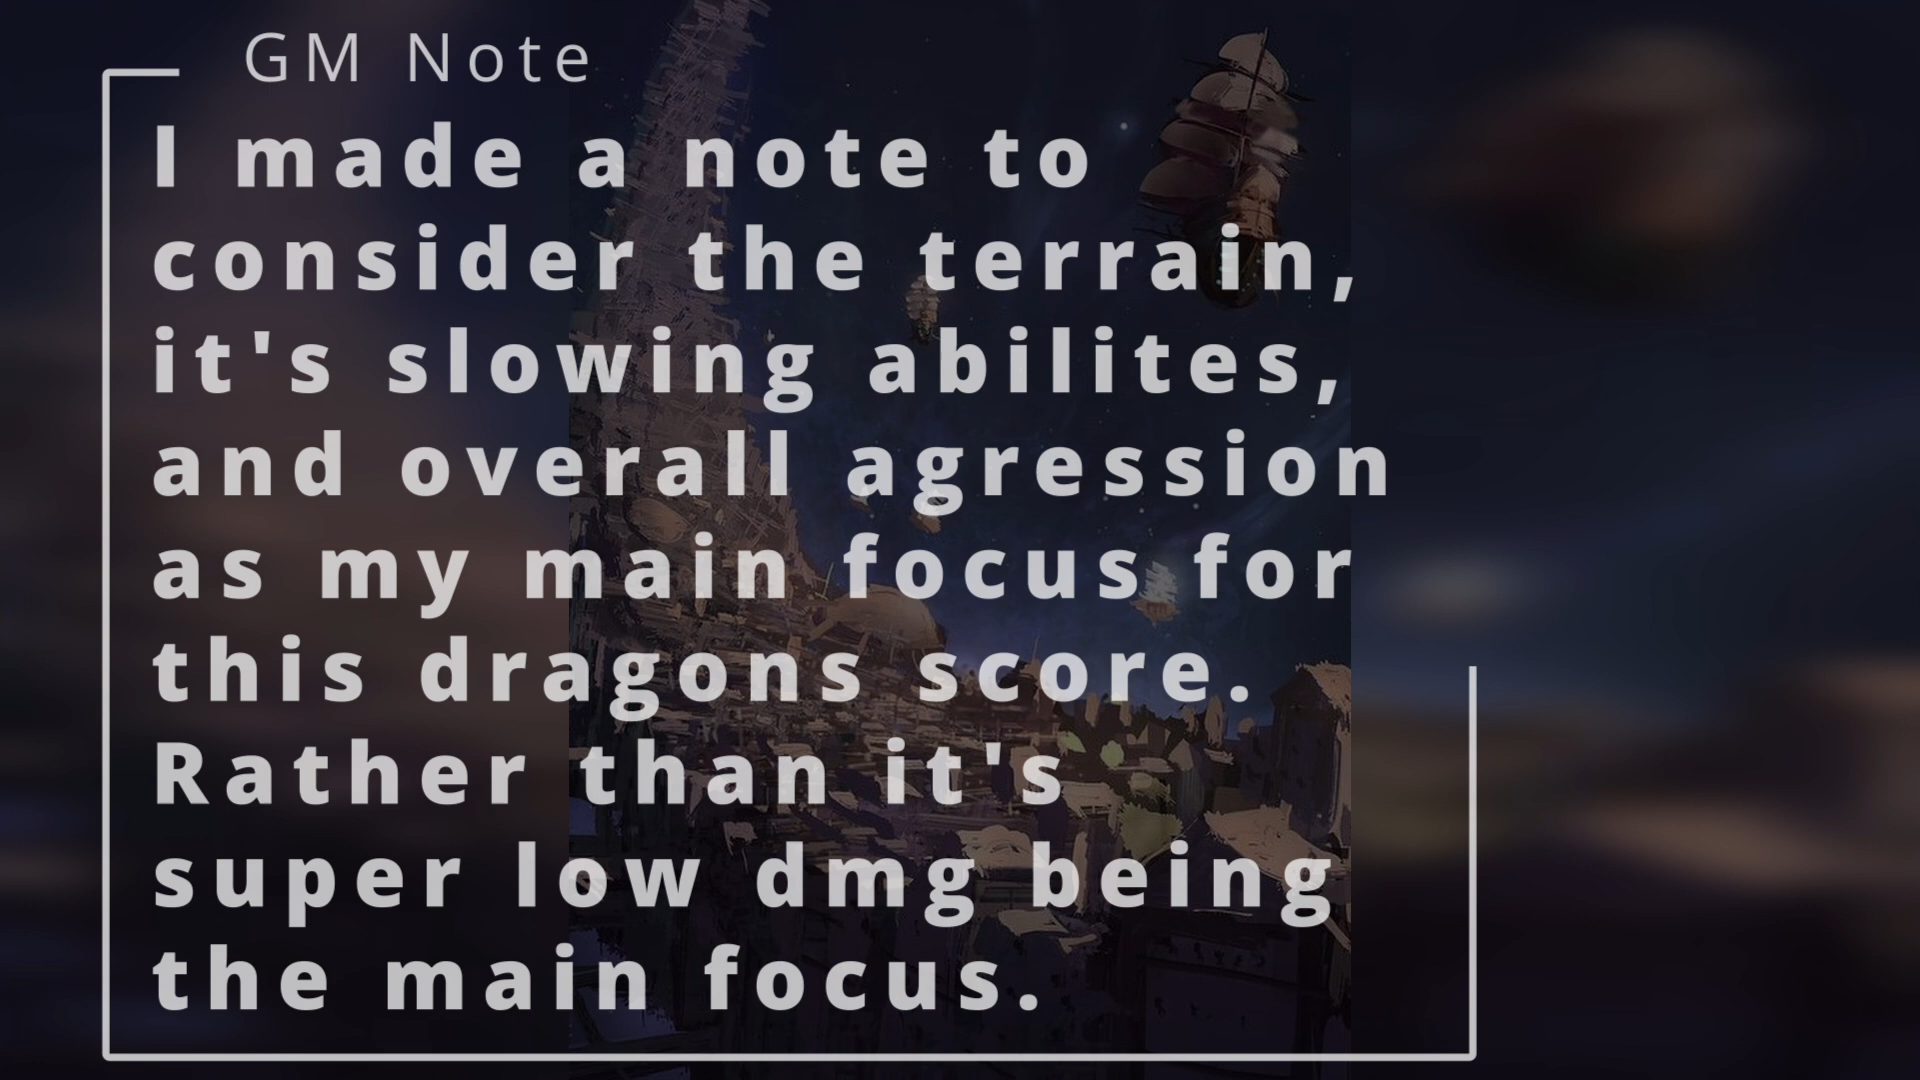 GM Note
I made a note to
consider the terrain,
it's slowing abilites,
and overall agression
as my main focus for
this dragons score.
Rather than it's
super low dmg being
the main focus.